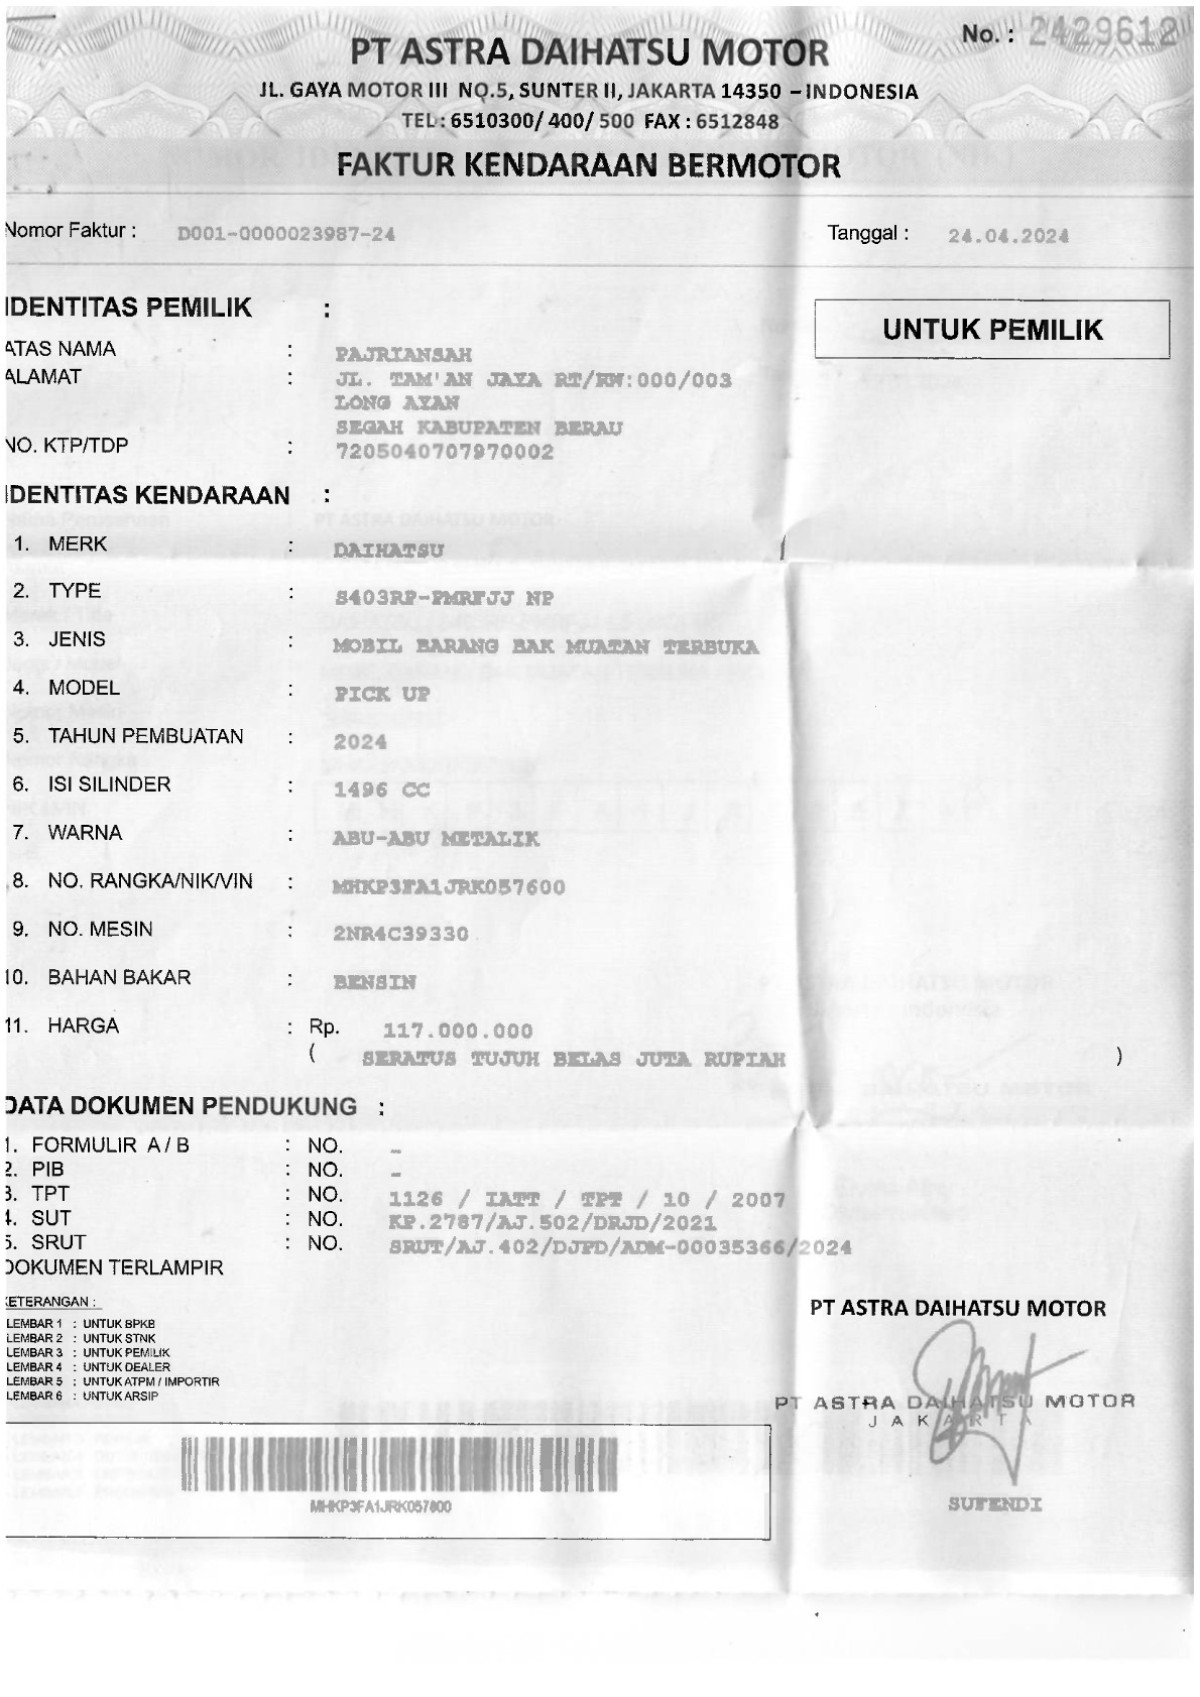 No. : 2429612
PT ASTRA DAIHATSU MOTOR
JL. GAYA MOTOR III NO.5, SUNTER II, JAKARTA 14350 – INDONESIA
TEL : 6510300/ 400/ 500 FAX : 6512848
FAKTUR KENDARAAN BERMOTOR
Nomor Faktur : D001-0000023987-24 Tanggal : 24.04.2024
IDENTITAS PEMILIK :
UNTUK PEMILIK
ATAS NAMA : PAJRIANSAH
ALAMAT : JL. TAM'AN JAYA RT/RW:000/003
LONG AYAN
SEGAH KABUPATEN BERAU
NO. KTP/TDP : 7205040707970002
IDENTITAS KENDARAAN :
1. MERK : DAIHATSU
2. TYPE : S403RP-PMRFJJ NP
3. JENIS : MOBIL BARANG BAK MUATAN TERBUKA
4. MODEL : PICK UP
5. TAHUN PEMBUATAN : 2024
6. ISI SILINDER : 1496 CC
7. WARNA : ABU-ABU METALIK
8. NO. RANGKA/NIK/VIN : MHKP3FA1JRK057600
9. NO. MESIN : 2NR4C39330
10. BAHAN BAKAR : BENSIN
11. HARGA : Rp. 117.000.000
( SERATUS TUJUH BELAS JUTA RUPIAH )
DATA DOKUMEN PENDUKUNG :
1. FORMULIR A / B : NO. -
2. PIB : NO. -
3. TPT : NO. 1126 / IATT / TPT / 10 / 2007
4. SUT : NO. KP.2787/AJ.502/DRJD/2021
5. SRUT : NO. SRUT/AJ.402/DJPD/ADM-00035366/2024
DOKUMEN TERLAMPIR
KETERANGAN :
LEMBAR 1 : UNTUK BPKB
LEMBAR 2 : UNTUK STNK
LEMBAR 3 : UNTUK PEMILIK
LEMBAR 4 : UNTUK DEALER
LEMBAR 5 : UNTUK ATPM / IMPORTIR
LEMBAR 6 : UNTUK ARSIP
PT ASTRA DAIHATSU MOTOR
PT ASTRA DAIHATSU MOTOR
JAKARTA
SUFENDI
MHKP3FA1JRK057600